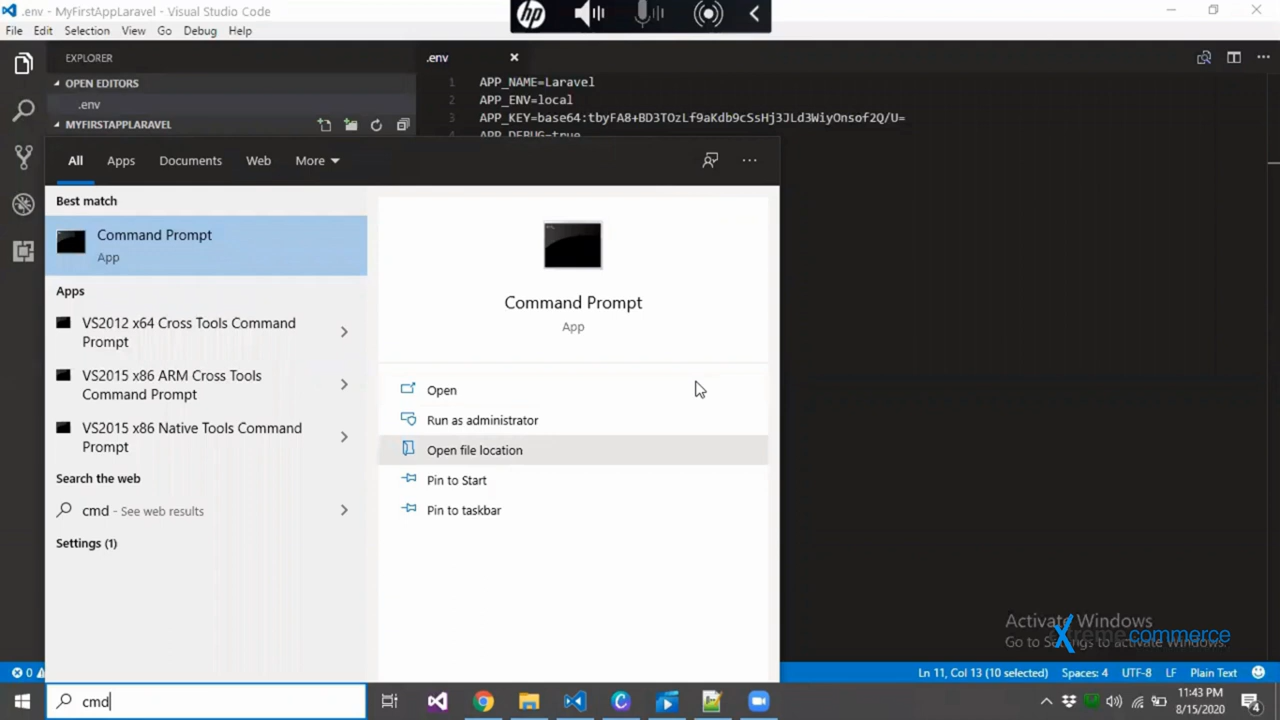 .env - MyFirstAppLaravel - Visual Studio Code
hp
File Edit Selection View Go Debug Help
EXPLORER
.env
OPEN EDITORS
.env
MYFIRSTAPPLARAVEL
1 APP_NAME=Laravel
2 APP_ENV=local
3 APP_KEY=base64:tbyFA8+BD3TOzLf9aKdb9cSsHj3JLd3WiyOnsof2Q/U=
4 APP_DEBUG=true
All Apps Documents Web More
Best match
Command Prompt
App
Apps
VS2012 x64 Cross Tools Command
Prompt
VS2015 x86 ARM Cross Tools
Command Prompt
VS2015 x86 Native Tools Command
Prompt
Search the web
cmd - See web results
Settings (1)
Command Prompt
App
Open
Run as administrator
Open file location
Pin to Start
Pin to taskbar
Activate Windows
Go to Settings to activate Windows.
Xtreme commerce
0
Ln 11, Col 13 (10 selected) Spaces: 4 UTF-8 LF Plain Text
cmd
11:43 PM
8/15/2020
4